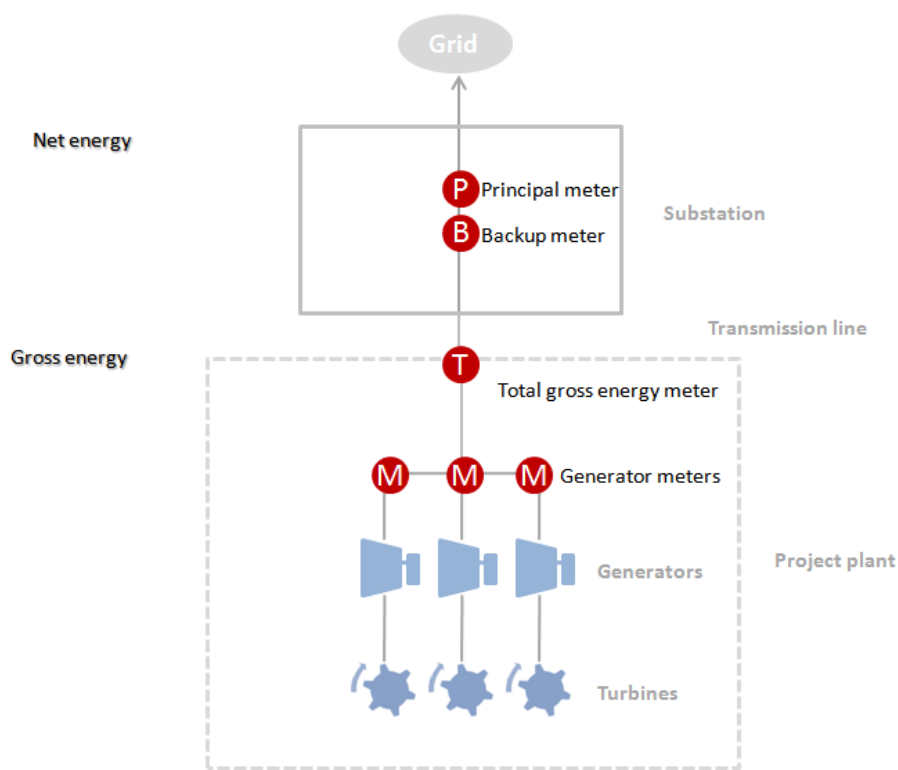 Grid
Net energy
P Principal meter
Substation
B Backup meter
Transmission line
Gross energy
T
Total gross energy meter
M M M Generator meters
Project plant
Generators
Turbines